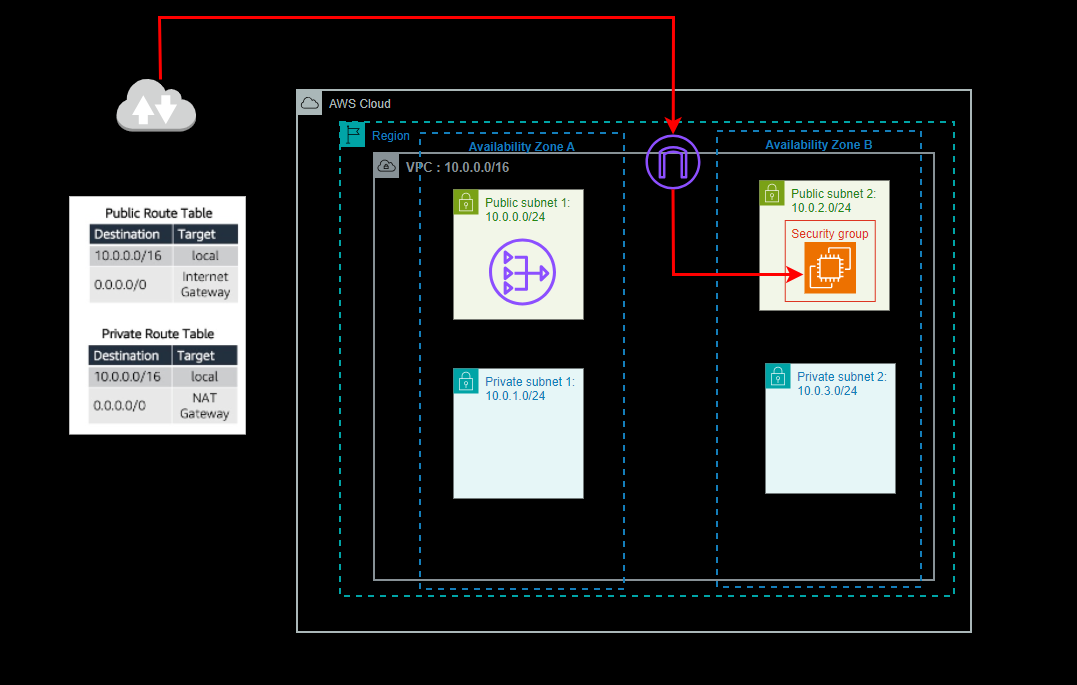 AWS Cloud
Region
Availability Zone A
Availability Zone B
VPC : 10.0.0.0/16
Public subnet 1:
10.0.0.0/24
Public subnet 2:
10.0.2.0/24
Security group
Private subnet 1:
10.0.1.0/24
Private subnet 2:
10.0.3.0/24
Public Route Table
Destination Target
10.0.0.0/16 local
0.0.0.0/0 Internet
Gateway
Private Route Table
Destination Target
10.0.0.0/16 local
0.0.0.0/0 NAT
Gateway